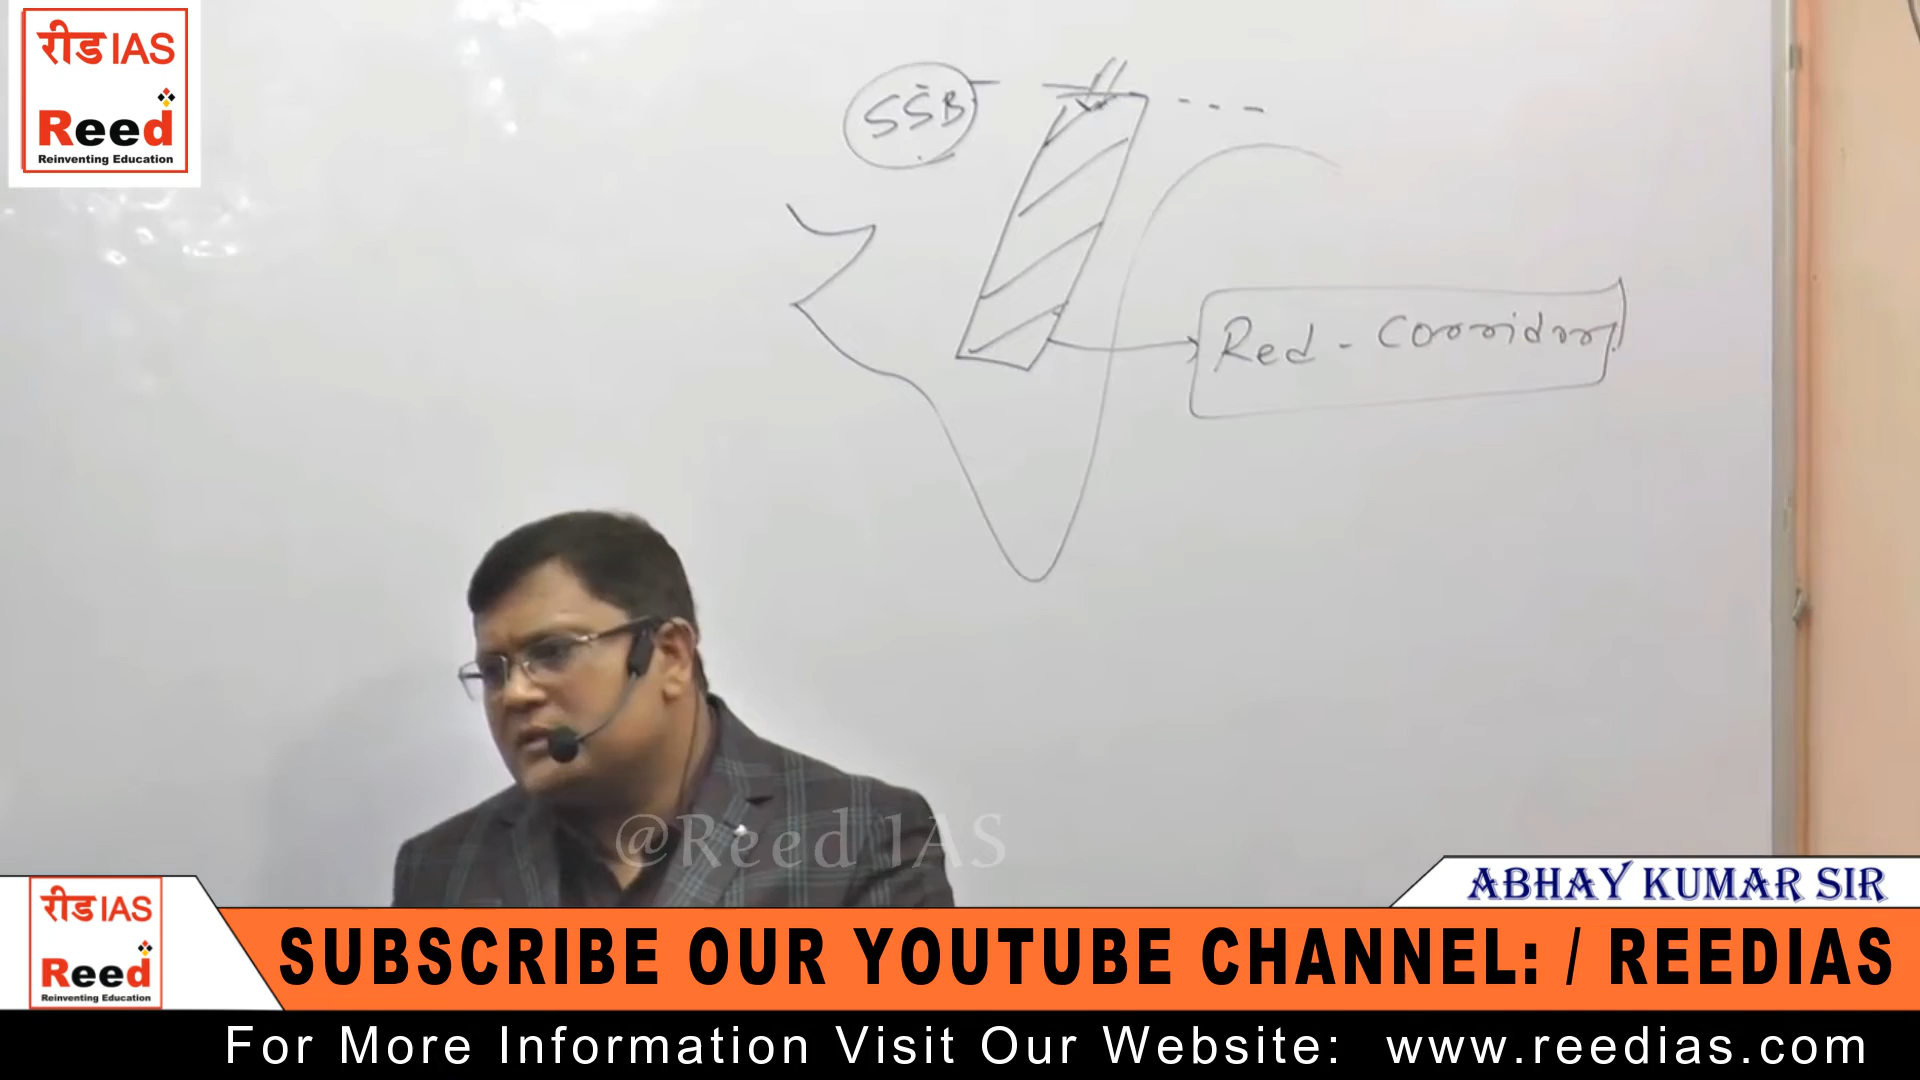 रीड IAS
Reed
Reinventing Education
SSB
Red - Corridor
@Reed IAS
ABHAY KUMAR SIR
रीड IAS
Reed
Reinventing Education
SUBSCRIBE OUR YOUTUBE CHANNEL: / REEDIAS
For More Information Visit Our Website: www.reedias.com